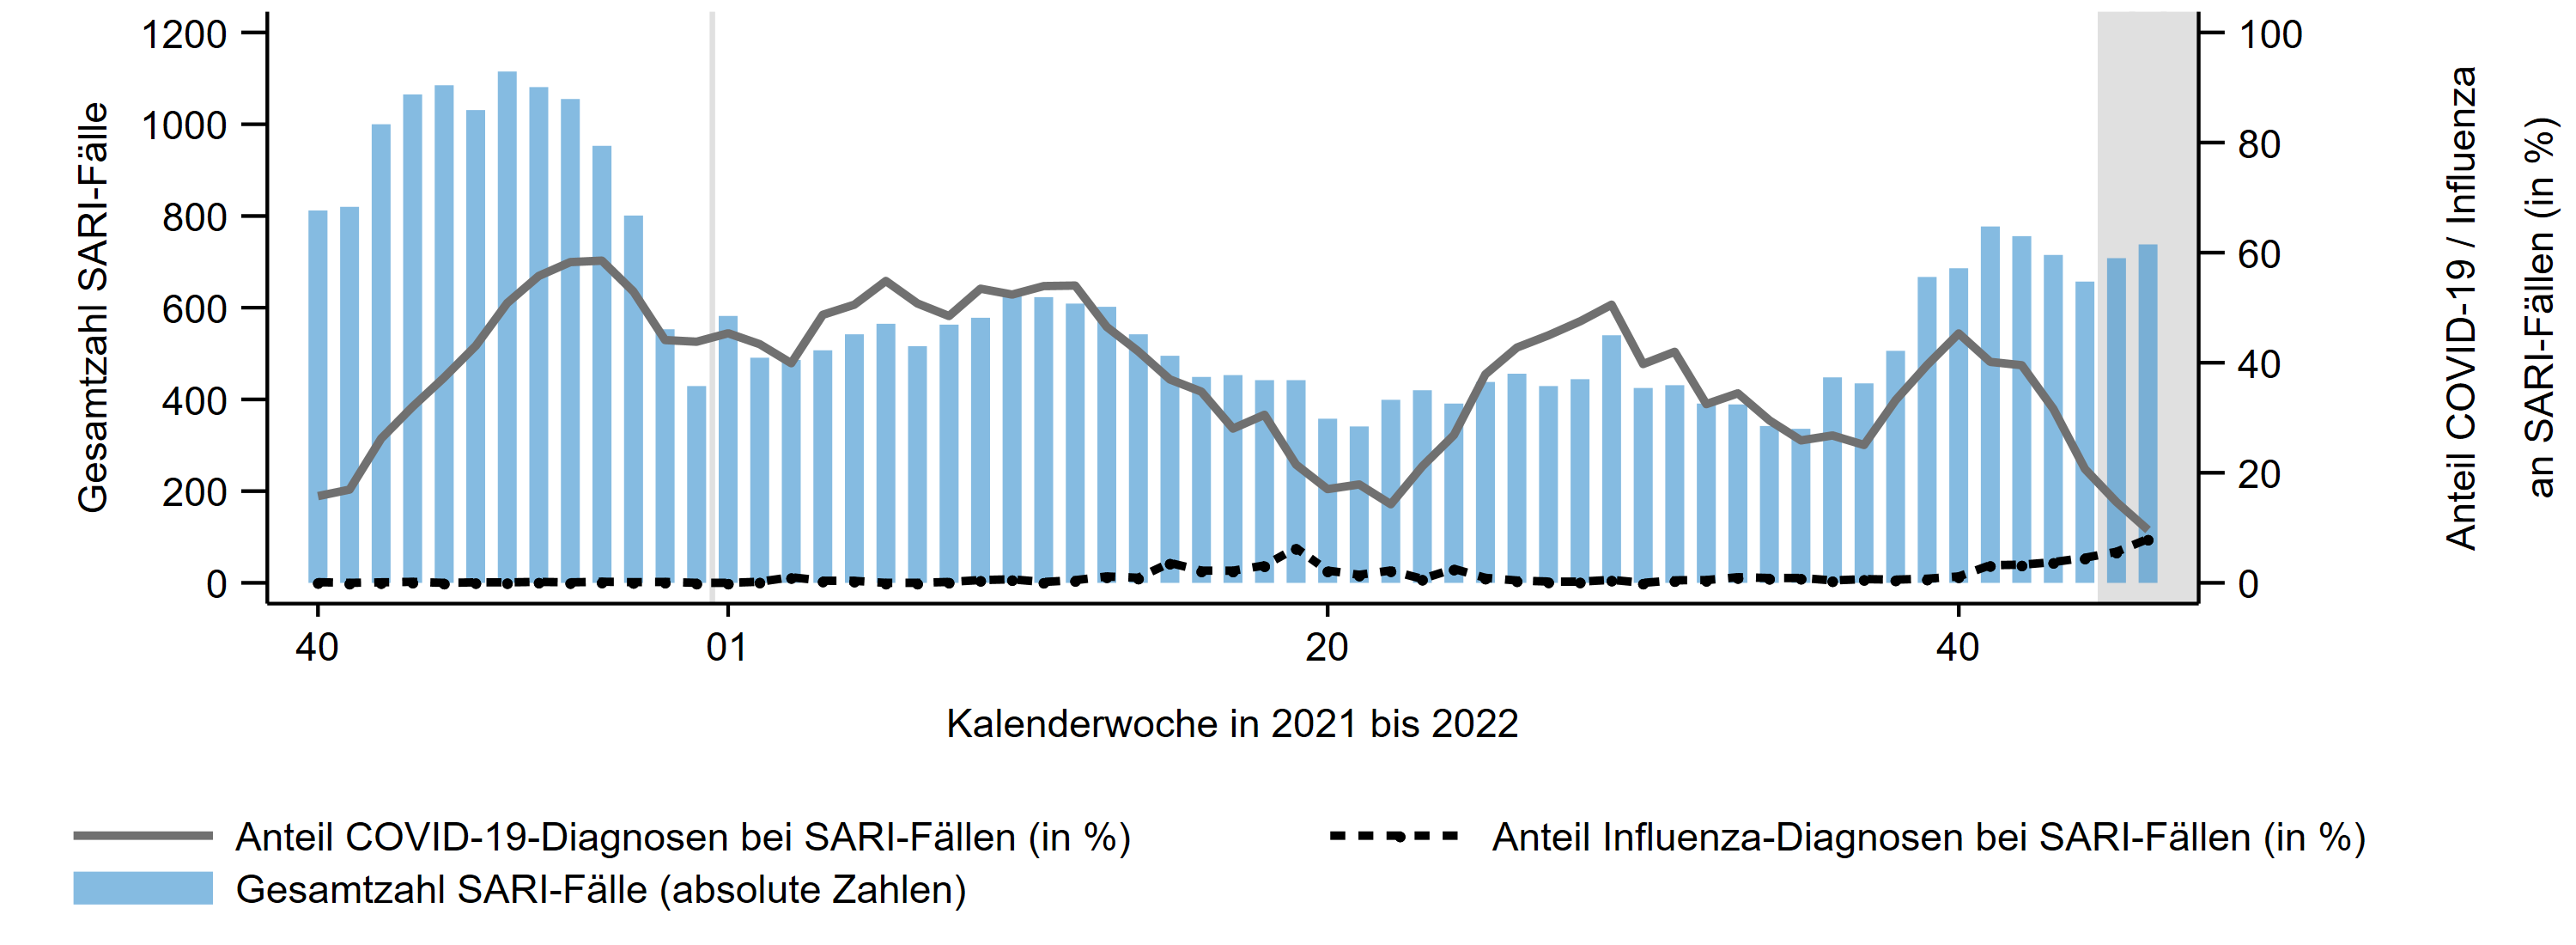 Gesamtzahl SARI-Fälle
1200
1000
800
600
400
200
0
100
80
60
40
20
0
Anteil COVID-19 / Influenza
an SARI-Fällen (in %)
40
01
20
40
Kalenderwoche in 2021 bis 2022
Anteil COVID-19-Diagnosen bei SARI-Fällen (in %)
Anteil Influenza-Diagnosen bei SARI-Fällen (in %)
Gesamtzahl SARI-Fälle (absolute Zahlen)